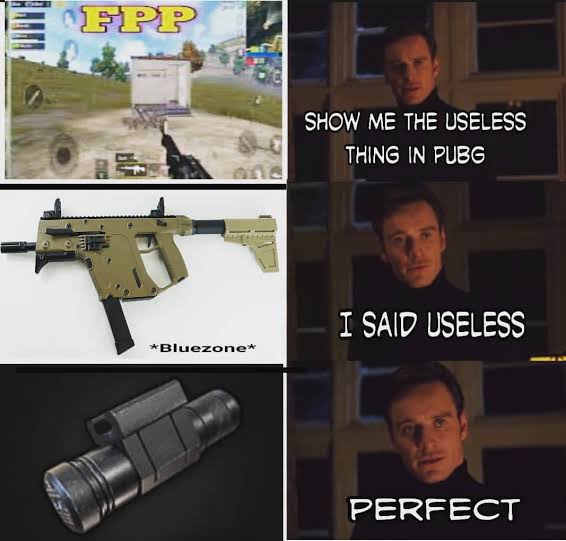 FPP
SHOW ME THE USELESS
THING IN PUBG
*Bluezone*
I SAID USELESS
PERFECT